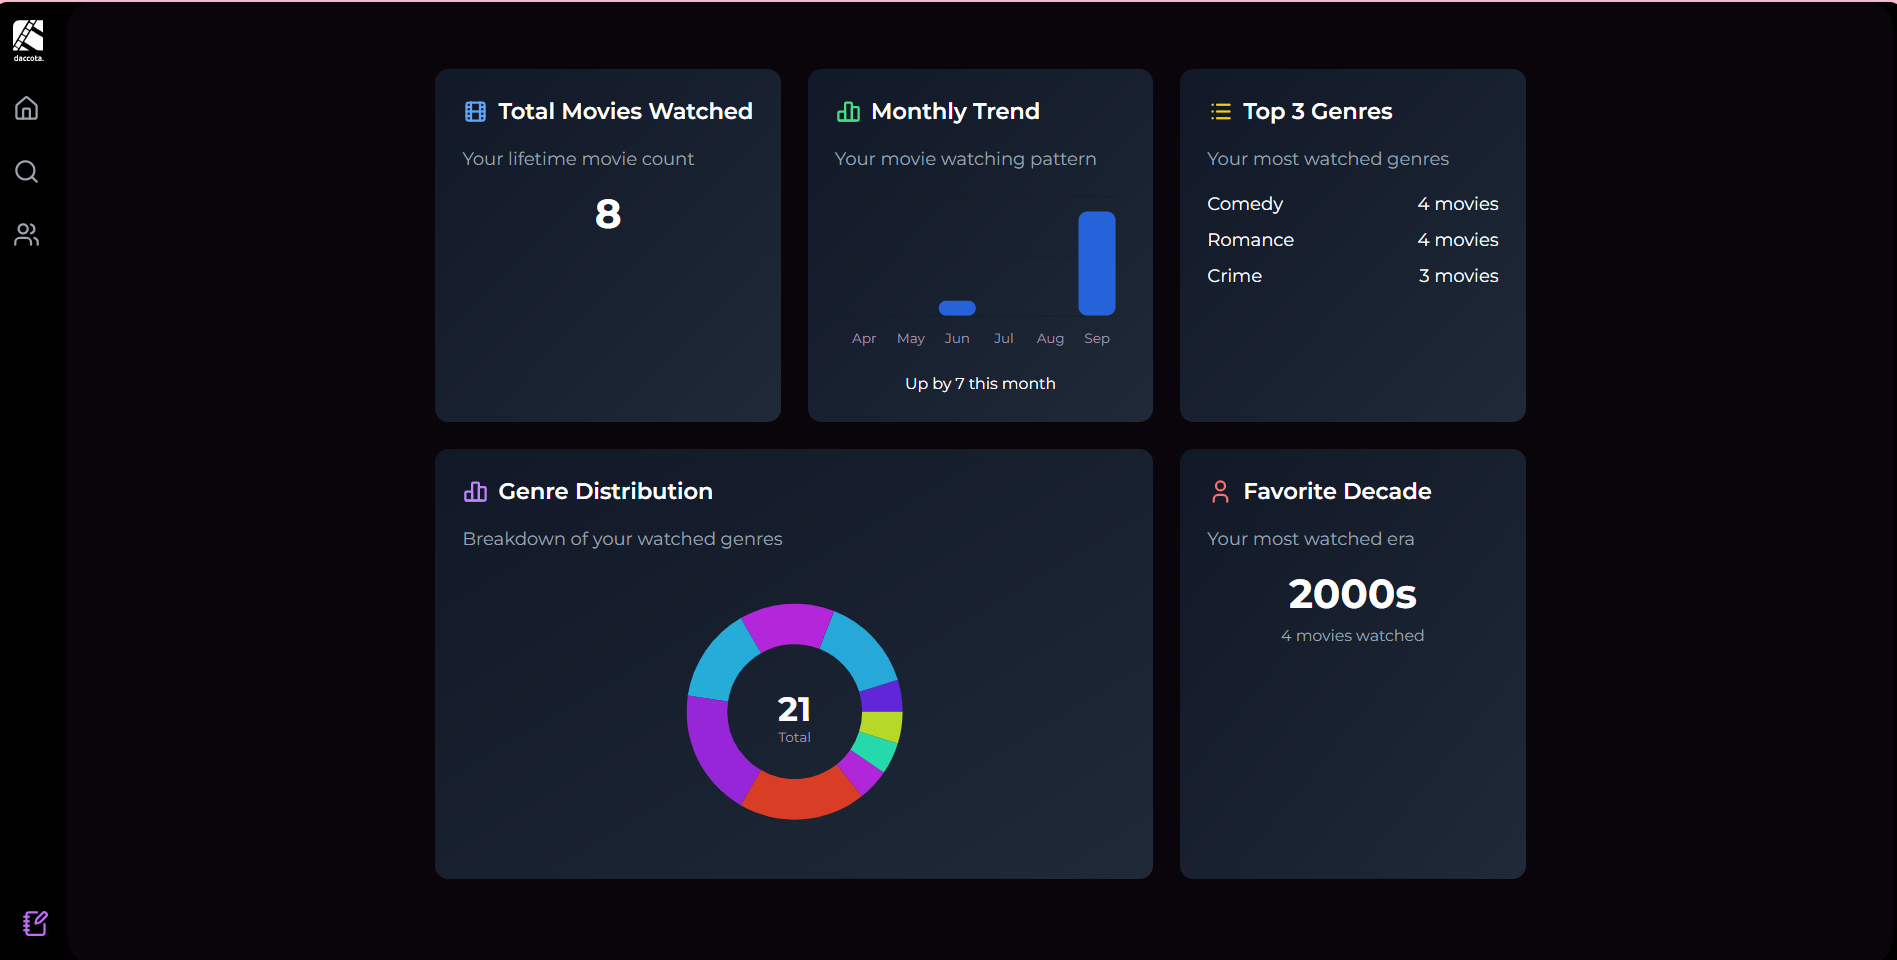 daccota.
Total Movies Watched
Your lifetime movie count
8
Monthly Trend
Your movie watching pattern
Apr May Jun Jul Aug Sep
Up by 7 this month
Top 3 Genres
Your most watched genres
Comedy 4 movies
Romance 4 movies
Crime 3 movies
Genre Distribution
Breakdown of your watched genres
21
Total
Favorite Decade
Your most watched era
2000s
4 movies watched